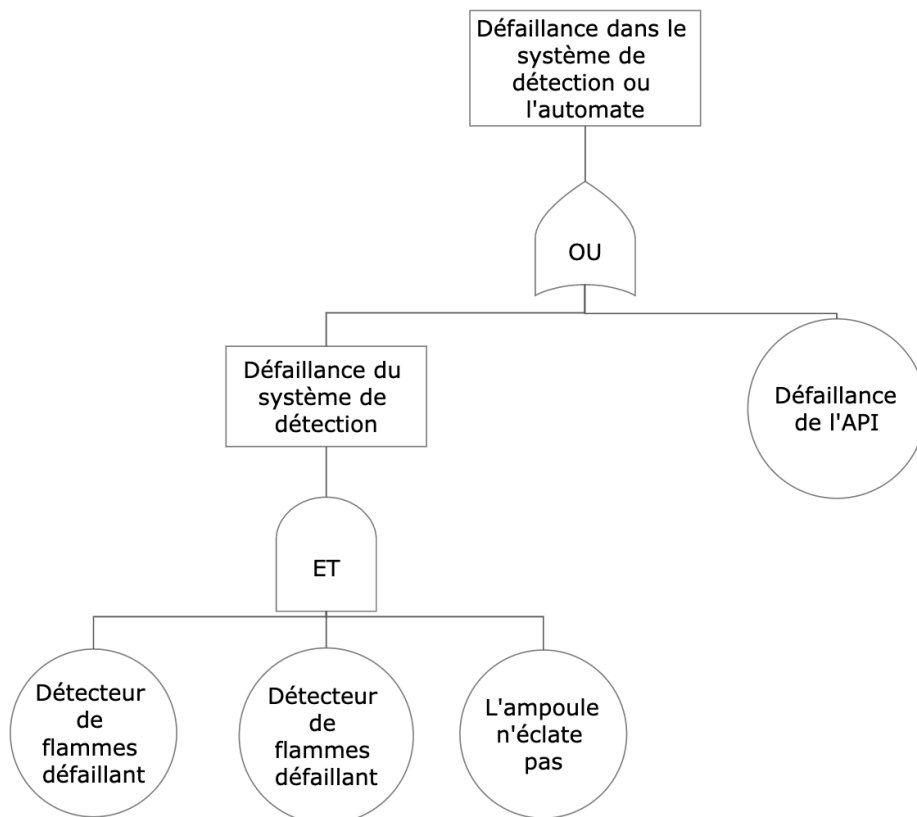 Défaillance dans le
système de
détection ou
l'automate
OU
Défaillance du
système de
détection
Défaillance
de l'API
ET
Détecteur
de
flammes
défaillant
Détecteur
de
flammes
défaillant
L'ampoule
n'éclate
pas